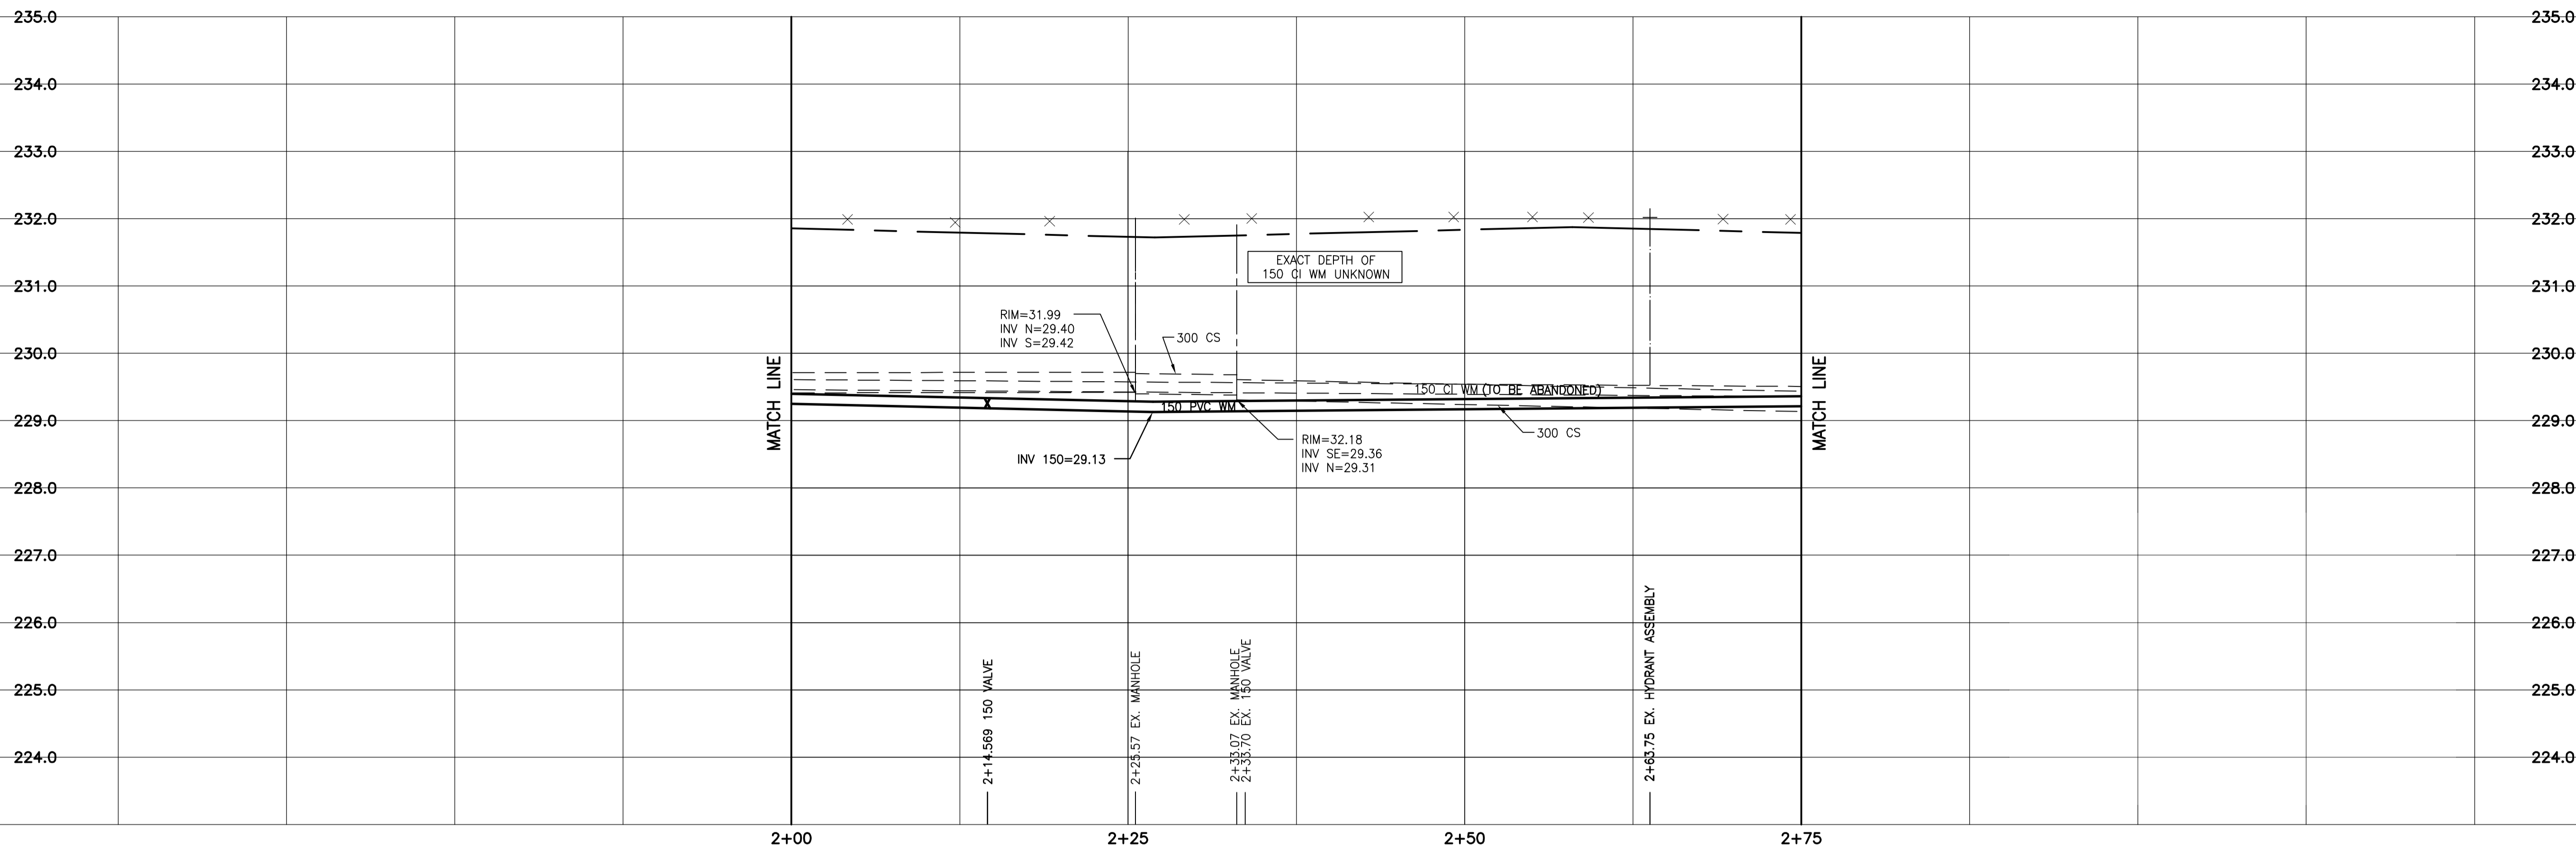 235.0 235.0
234.0 234.0
233.0 233.0
232.0 232.0
EXACT DEPTH OF
150 CI WM UNKNOWN
231.0 231.0
RIM=31.99
INV N=29.40
INV S=29.42
300 CS
230.0 230.0
MATCH LINE
MATCH LINE
150 CI WM (TO BE ABANDONED)
150 PVC WM
229.0 229.0
300 CS
RIM=32.18
INV SE=29.36
INV N=29.31
INV 150=29.13
228.0 228.0
227.0 227.0
226.0 226.0
225.0 225.0
224.0 224.0
2+14.569 150 VALVE
2+25.57 EX. MANHOLE
2+33.07 EX. MANHOLE
2+33.70 EX. 150 VALVE
2+63.75 EX. HYDRANT ASSEMBLY
2+00 2+25 2+50 2+75